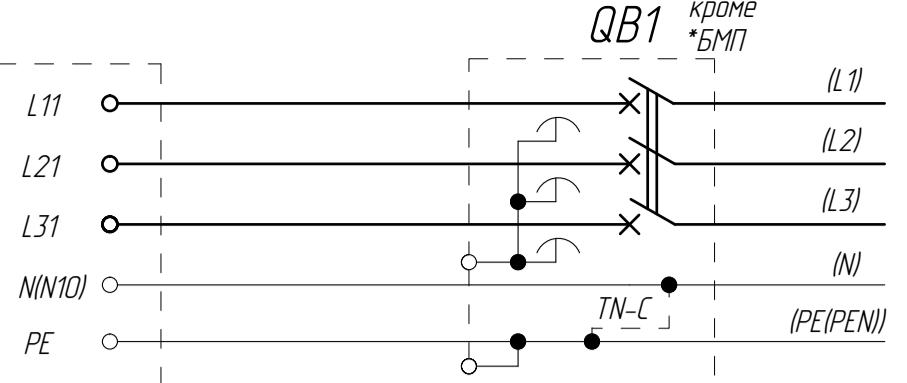 QB1
кроме
*БМП
L11
(L1)
L21
(L2)
L31
(L3)
N(N10)
(N)
TN-C
PE
(PE(PEN))